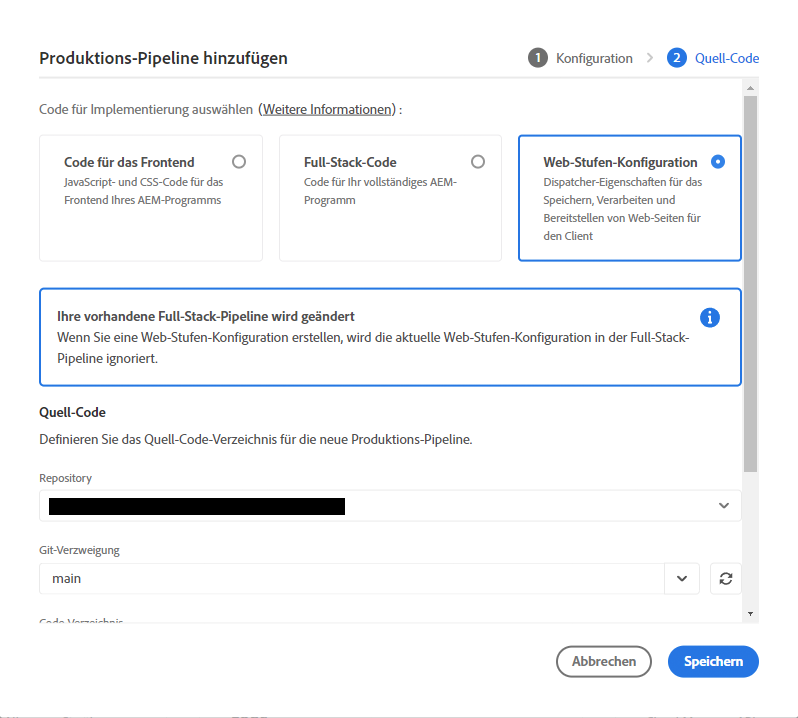 Produktions-Pipeline hinzufügen
1 Konfiguration > 2 Quell-Code
Code für Implementierung auswählen (Weitere Informationen) :
Code für das Frontend
JavaScript- und CSS-Code für das
Frontend Ihres AEM-Programms
Full-Stack-Code
Code für Ihr vollständiges AEM-
Programm
Web-Stufen-Konfiguration
Dispatcher-Eigenschaften für das
Speichern, Verarbeiten und
Bereitstellen von Web-Seiten für
den Client
Ihre vorhandene Full-Stack-Pipeline wird geändert
Wenn Sie eine Web-Stufen-Konfiguration erstellen, wird die aktuelle Web-Stufen-Konfiguration in der Full-Stack-
Pipeline ignoriert.
Quell-Code
Definieren Sie das Quell-Code-Verzeichnis für die neue Produktions-Pipeline.
Repository
Git-Verzweigung
main
Code-Verzeichnis
Abbrechen
Speichern